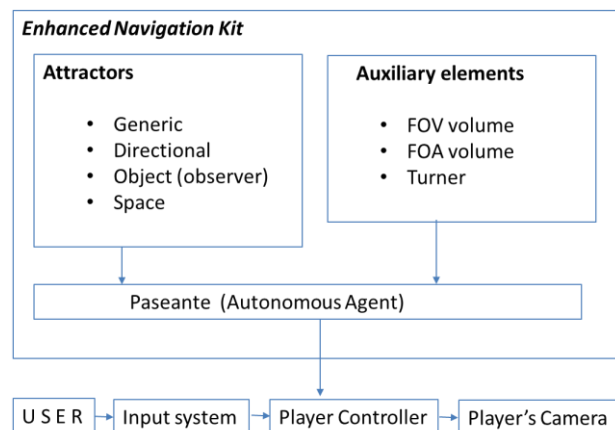 Enhanced Navigation Kit
Attractors
• Generic
• Directional
• Object (observer)
• Space
Auxiliary elements
• FOV volume
• FOA volume
• Turner
Paseante (Autonomous Agent)
U S E R
Input system
Player Controller
Player’s Camera